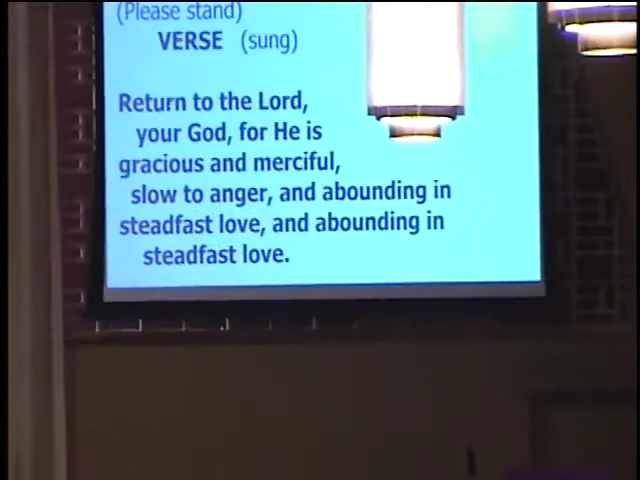 (Please stand)
VERSE (sung)
Return to the Lord,
your God, for He is
gracious and merciful,
slow to anger, and abounding in
steadfast love, and abounding in
steadfast love.